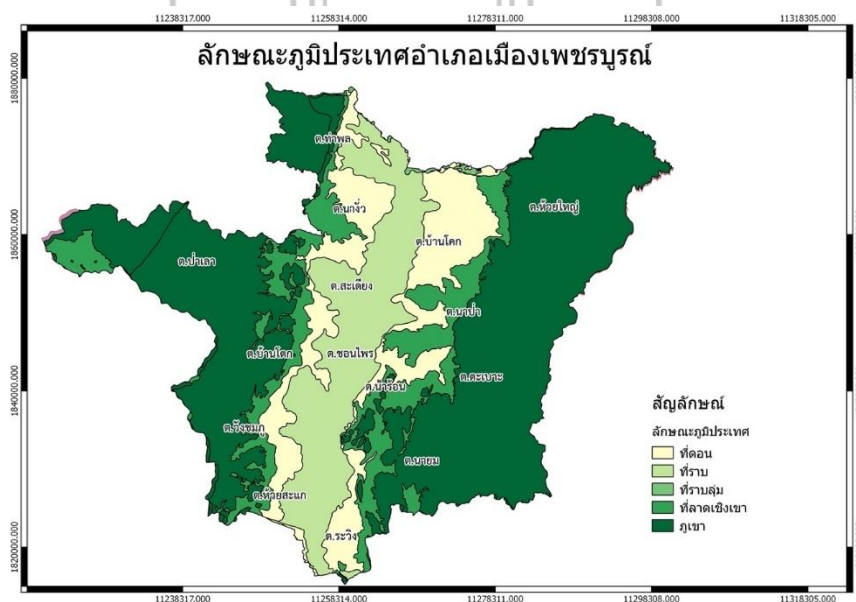 11238317.000 11258314.000 11278311.000 11298308.000 11318305.000
ลักษณะภูมิประเทศอำเภอเมืองเพชรบูรณ์
1880000.000
ต.ท่าพล
ต.นางั่ว
ต.ห้วยใหญ่
1860000.000
ต.บ้านโคก
ต.ป่าเลา
ต.สะเดียง
ต.นาป่า
ต.ชอนไพร
ต.บ้านโตก
ต.ตะเบาะ
ต.น้ำร้อน
1840000.000
ต.วังชมภู
ต.นายม
ต.ห้วยสะแก
ต.ระวิง
1820000.000
สัญลักษณ์
ลักษณะภูมิประเทศ
ที่ดอน
ที่ราบ
ที่ราบลุ่ม
ที่ลาดเชิงเขา
ภูเขา
11238317.000 11258314.000 11278311.000 11298308.000 11318305.000